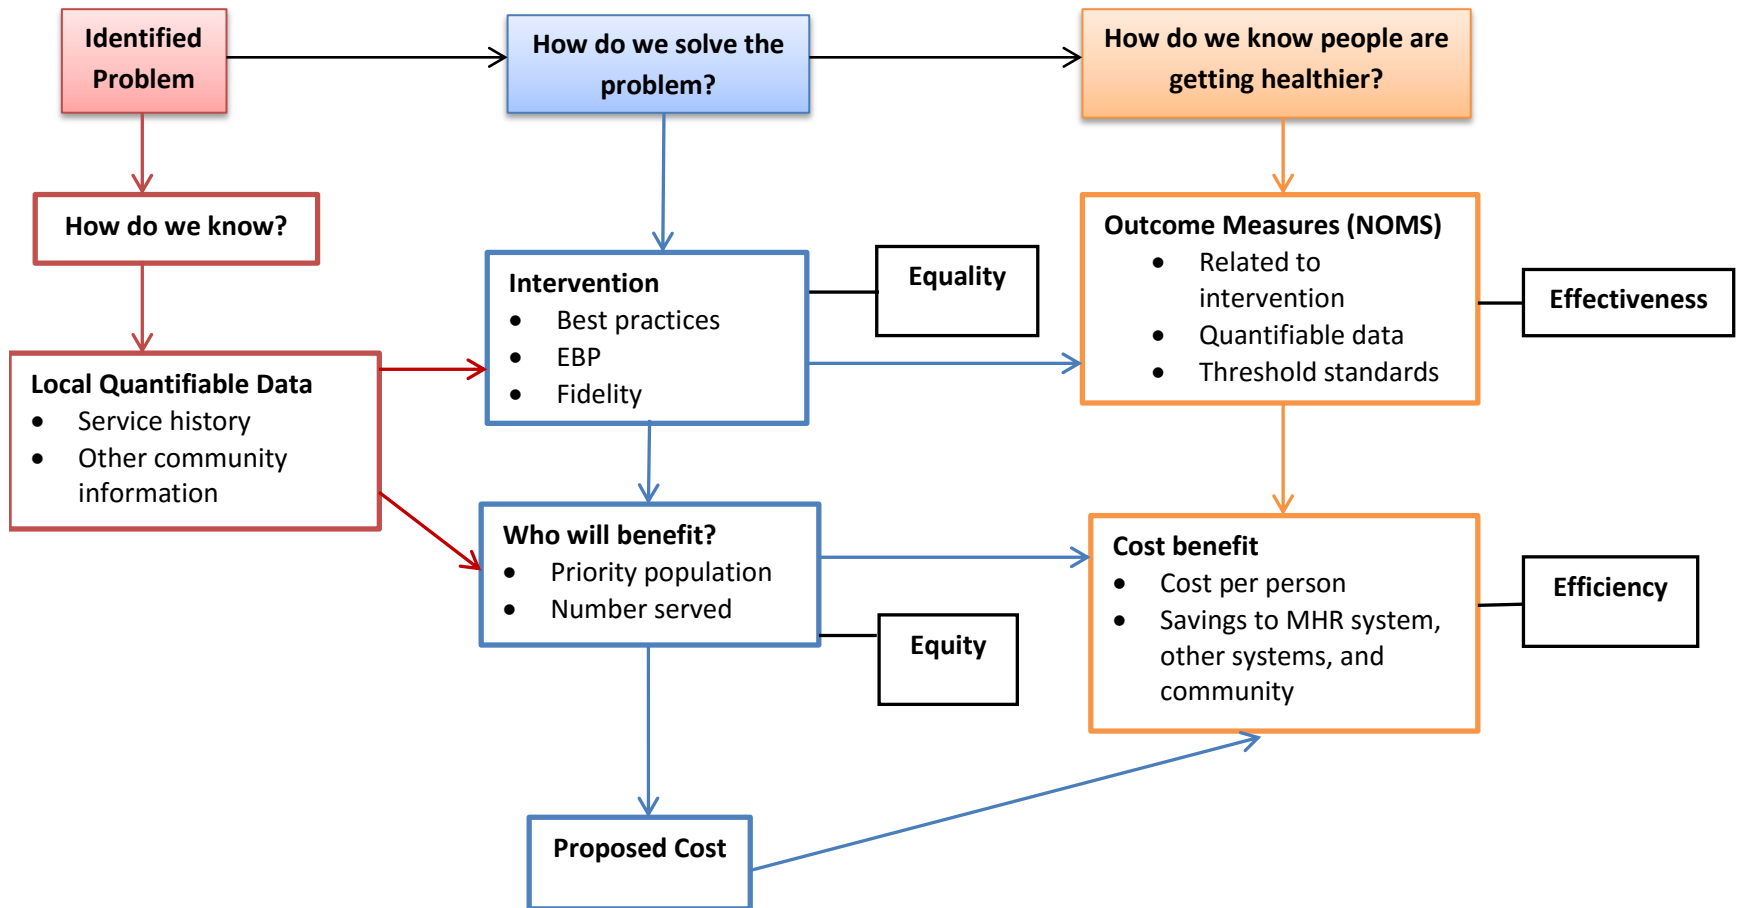 Identified
Problem
How do we solve the
problem?
How do we know people are
getting healthier?
How do we know?
Local Quantifiable Data
• Service history
• Other community
information
Intervention
• Best practices
• EBP
• Fidelity
Equality
Who will benefit?
• Priority population
• Number served
Equity
Proposed Cost
Outcome Measures (NOMS)
• Related to
intervention
• Quantifiable data
• Threshold standards
Effectiveness
Cost benefit
• Cost per person
• Savings to MHR system,
other systems, and
community
Efficiency